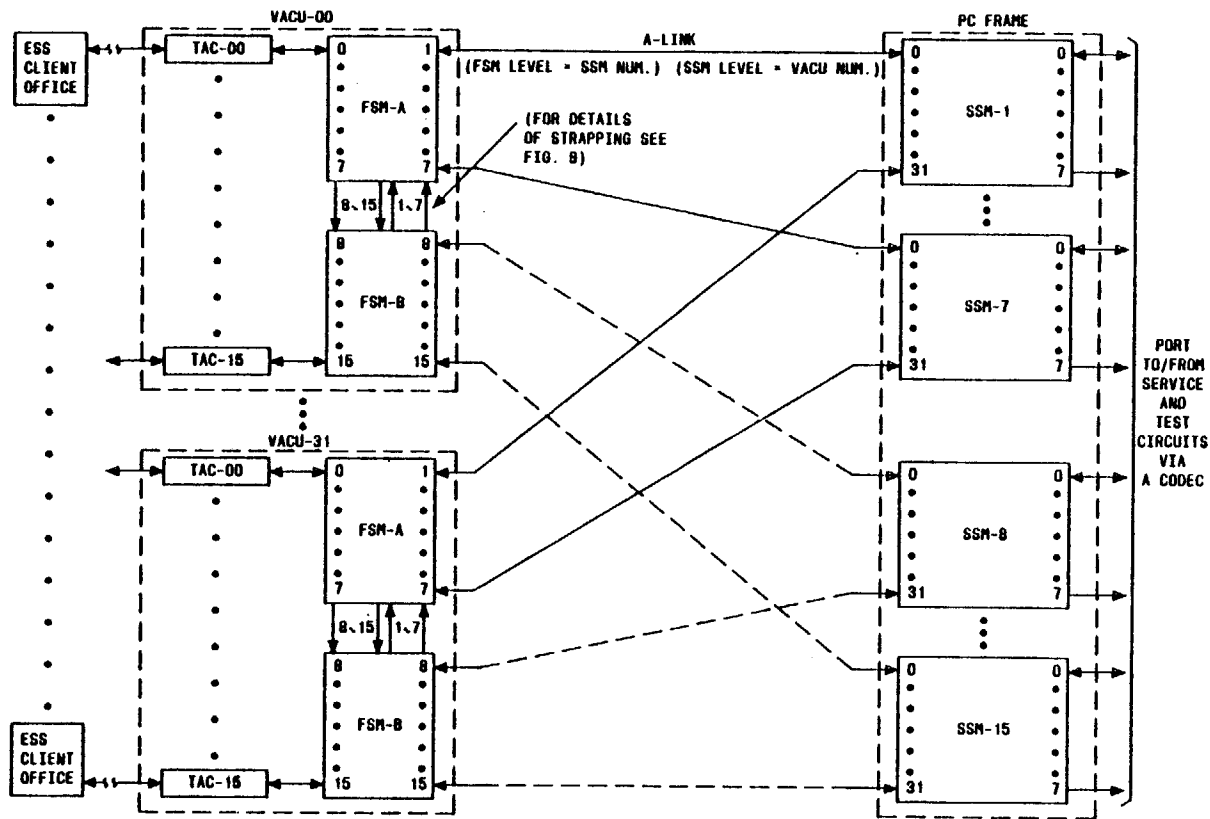 VACU-00
PC FRAME
ESS
CLIENT
OFFICE
TAC-00
0 1
FSM-A
7 7
A-LINK
(FSM LEVEL = SSM NUM.) (SSM LEVEL = VACU NUM.)
(FOR DETAILS
OF STRAPPING SEE
FIG. 9)
8、15 1、7
8 8
FSM-B
15 15
TAC-15
0 0
SSM-1
31 7
0 0
SSM-7
31 7
VACU-31
TAC-00
0 1
FSM-A
7 7
8、15 1、7
8 8
FSM-B
15 15
TAC-15
ESS
CLIENT
OFFICE
0 0
SSM-8
31 7
0 0
SSM-15
31 7
PORT
TO/FROM
SERVICE
AND
TEST
CIRCUITS
VIA
A CODEC